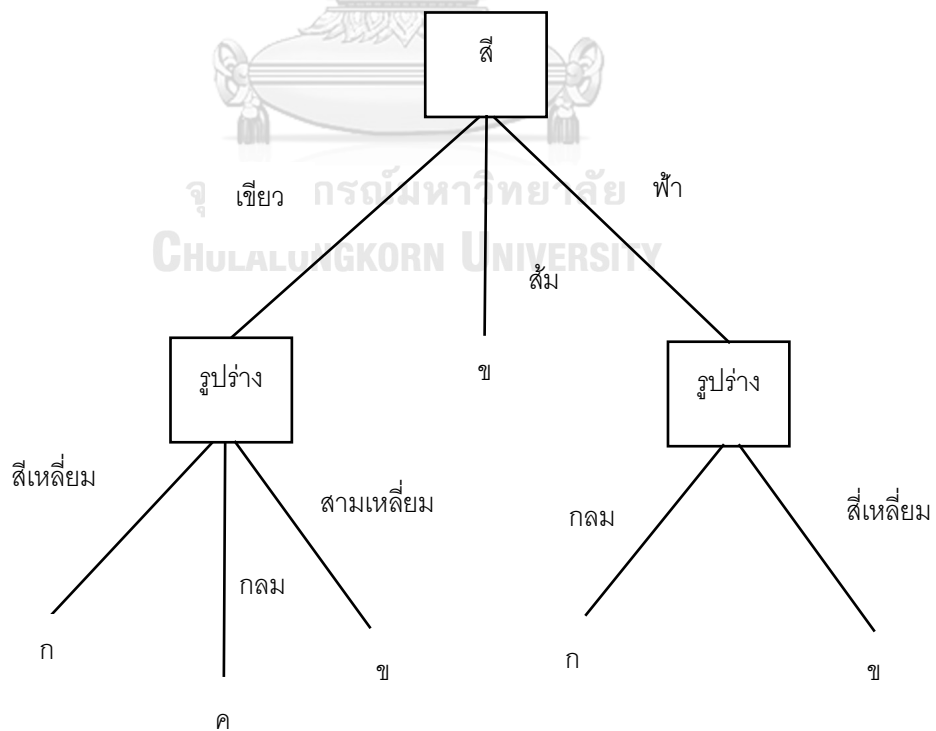 สี
เขียว
ฟ้า
จุ กรณ์มหาวิทยาลัย
CHULALUNGKORN UNIVERSITY
ส้ม
รูปร่าง
ข
รูปร่าง
สีเหลี่ยม
สามเหลี่ยม
กลม
สี่เหลี่ยม
กลม
ก
ข
ก
ข
ค